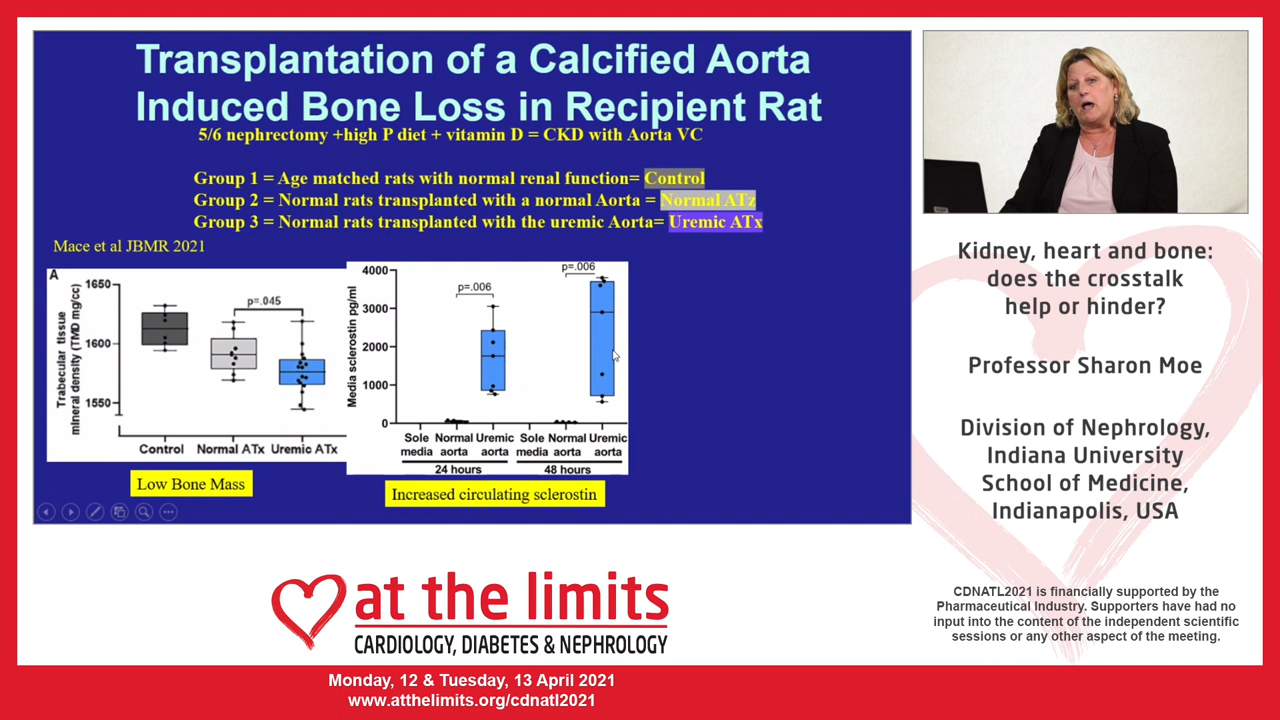 Transplantation of a Calcified Aorta
Induced Bone Loss in Recipient Rat
5/6 nephrectomy +high P diet + vitamin D = CKD with Aorta VC
Group 1 = Age matched rats with normal renal function= Control
Group 2 = Normal rats transplanted with a normal Aorta = Normal ATz
Group 3 = Normal rats transplanted with the uremic Aorta= Uremic ATx
Mace et al JBMR 2021
A
Trabecular tissue
mineral density (TMD mg/cc)
1650
1600
1550
p=.045
Control Normal ATx Uremic ATx
Low Bone Mass
Media sclerostin pg/ml
4000
3000
2000
1000
0
p=.006
p=.006
Sole Normal Uremic Sole Normal Uremic
media aorta aorta media aorta aorta
24 hours 48 hours
Increased circulating sclerostin
Kidney, heart and bone:
does the crosstalk
help or hinder?
Professor Sharon Moe
Division of Nephrology,
Indiana University
School of Medicine,
Indianapolis, USA
CDNATL2021 is financially supported by the
Pharmaceutical Industry. Supporters have had no
input into the content of the independent scientific
sessions or any other aspect of the meeting.
at the limits
CARDIOLOGY, DIABETES & NEPHROLOGY
Monday, 12 & Tuesday, 13 April 2021
www.atthelimits.org/cdnatl2021